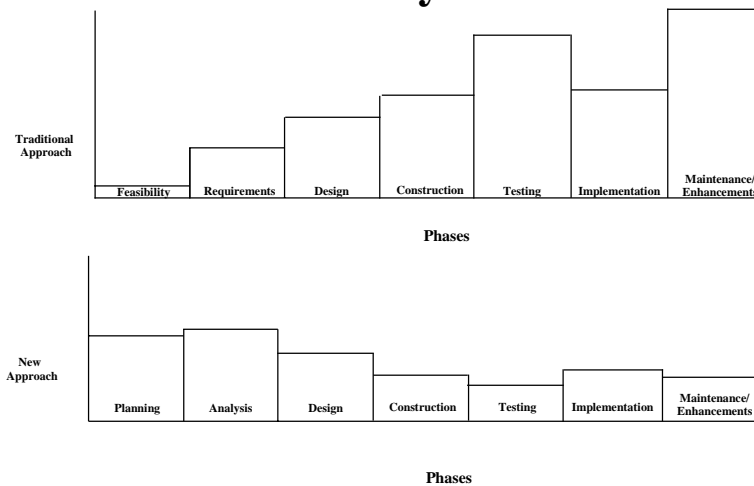 Traditional
Approach
Feasibility
Requirements
Design
Construction
Testing
Implementation
Maintenance/
Enhancements
Phases
New
Approach
Planning
Analysis
Design
Construction
Testing
Implementation
Maintenance/
Enhancements
Phases